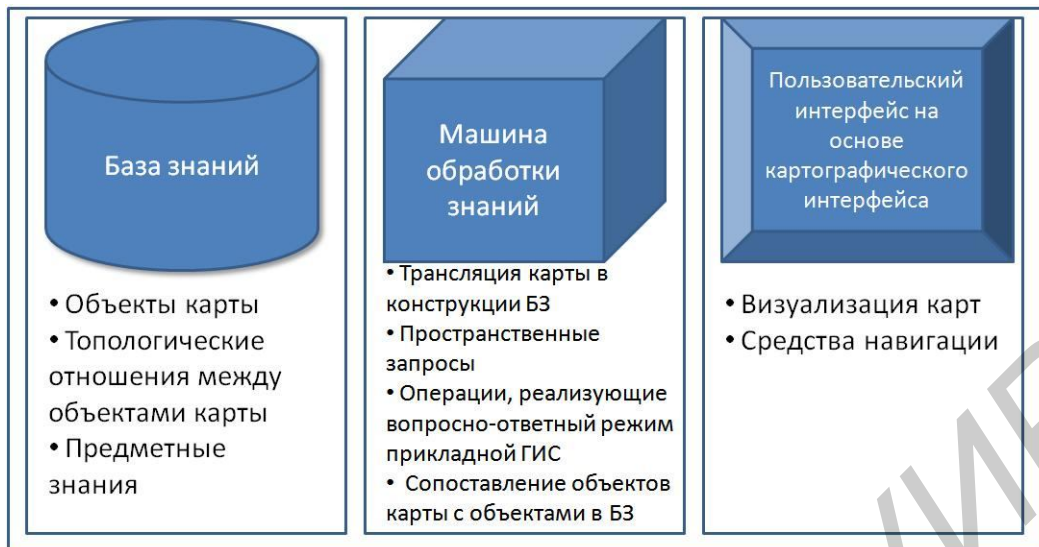 База знаний
• Объекты карты
• Топологические
отношения между
объектами карты
• Предметные
знания
Машина
обработки
знаний
• Трансляция карты в
конструкции БЗ
• Пространственные
запросы
• Операции, реализующие
вопросно-ответный режим
прикладной ГИС
• Сопоставление объектов
карты с объектами в БЗ
Пользовательский
интерфейс на
основе
картографического
интерфейса
• Визуализация карт
• Средства навигации